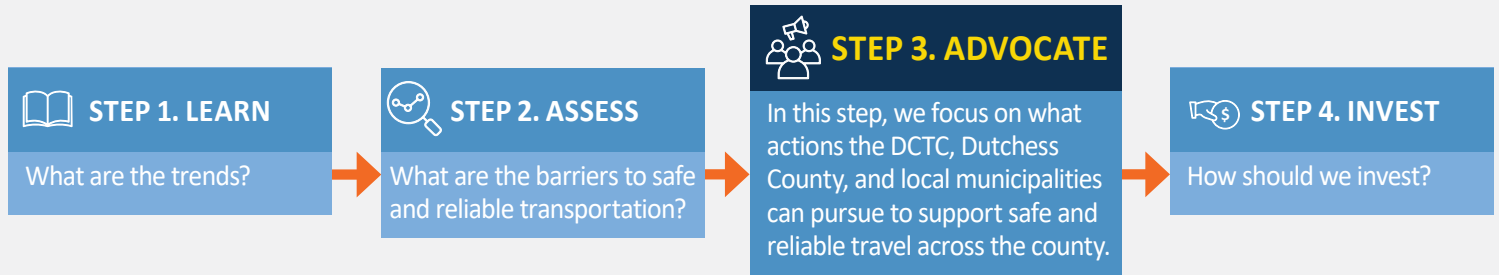 STEP 1. LEARN
What are the trends?
STEP 2. ASSESS
What are the barriers to safe
and reliable transportation?
STEP 3. ADVOCATE
In this step, we focus on what
actions the DCTC, Dutchess
County, and local municipalities
can pursue to support safe and
reliable travel across the county.
STEP 4. INVEST
How should we invest?